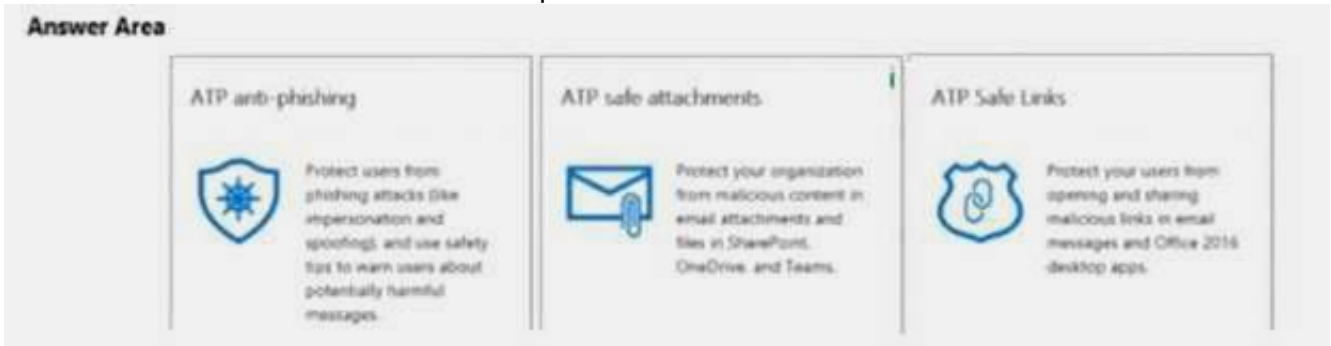 Answer Area
ATP anti-phishing
Protect users from
phishing attacks (like
impersonation and
spoofing), and use safety
tips to warn users about
potentially harmful
messages.
ATP safe attachments
Protect your organization
from malicious content in
email attachments and
files in SharePoint,
OneDrive, and Teams.
ATP Safe Links
Protect your users from
opening and sharing
malicious links in email
messages and Office 2016
desktop apps.